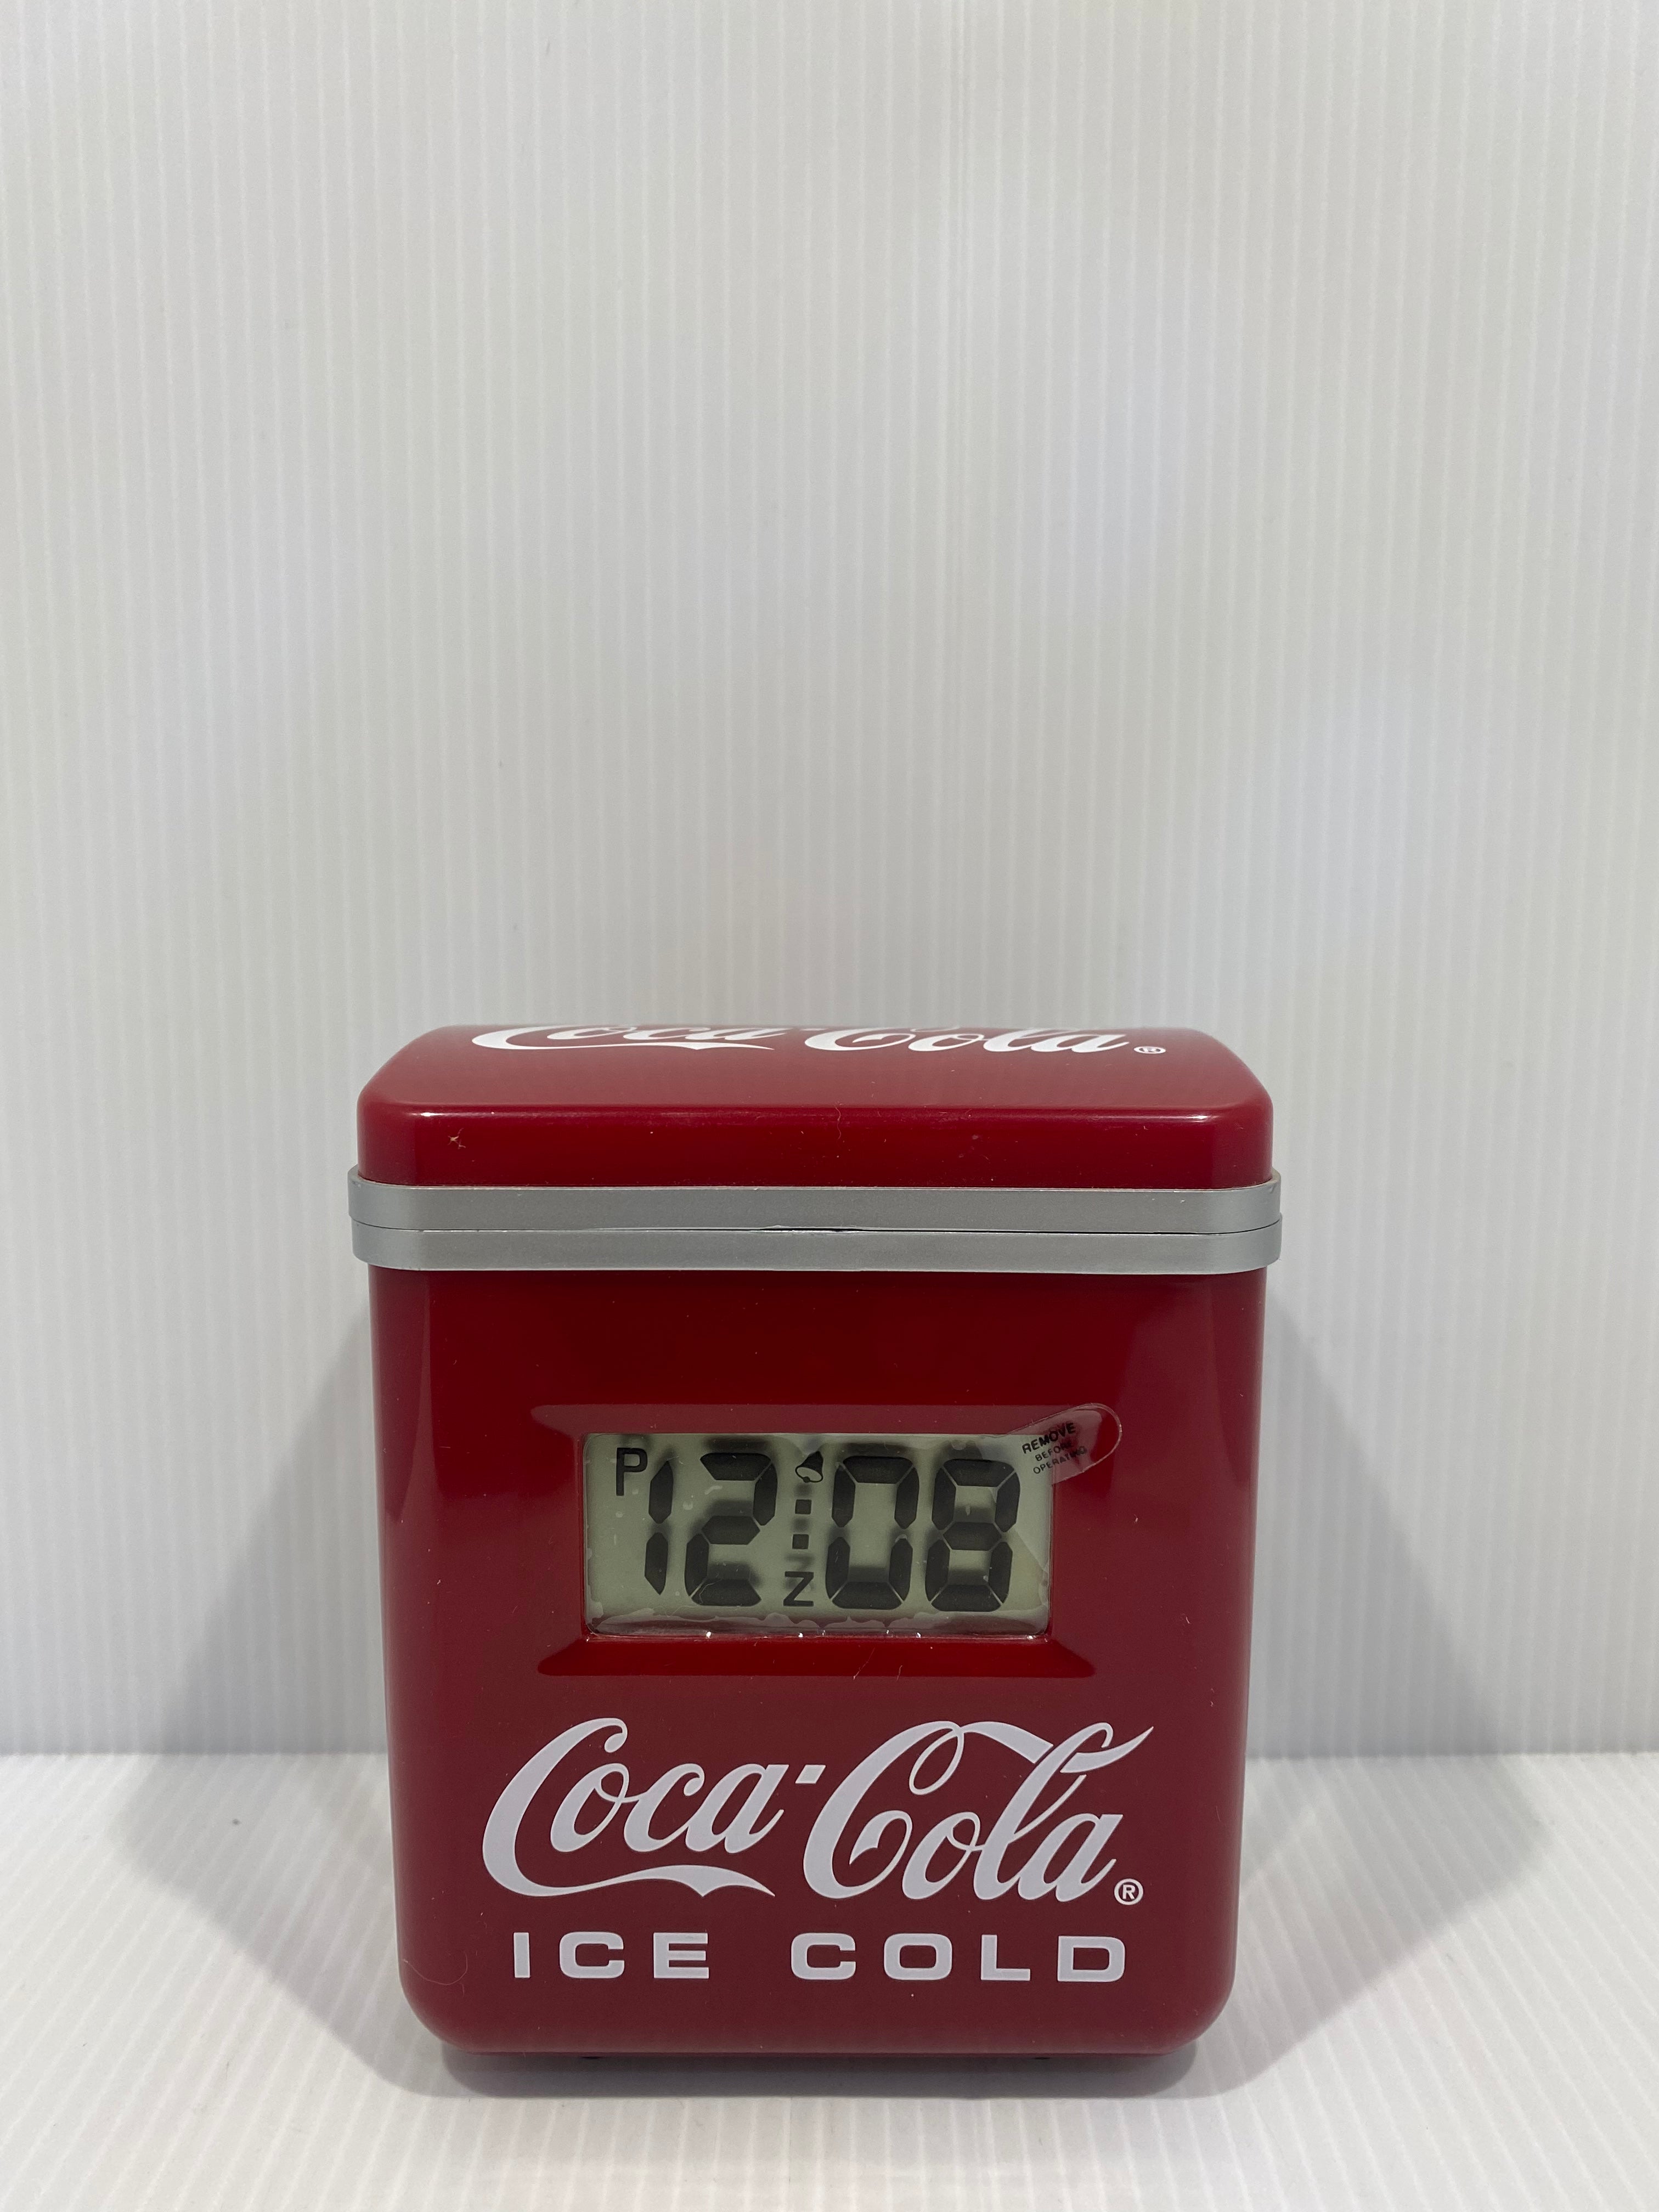 Coca-Cola ®
REMOVE
BEFORE
OPERATING
P 12:08
Z
Coca-Cola ®
ICE COLD